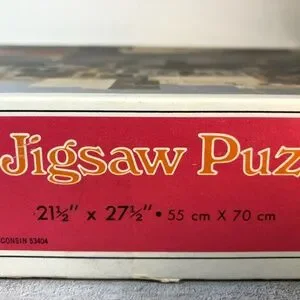 Jigsaw Puz
21½" x 27½" • 55 cm X 70 cm
CONSIN 53404